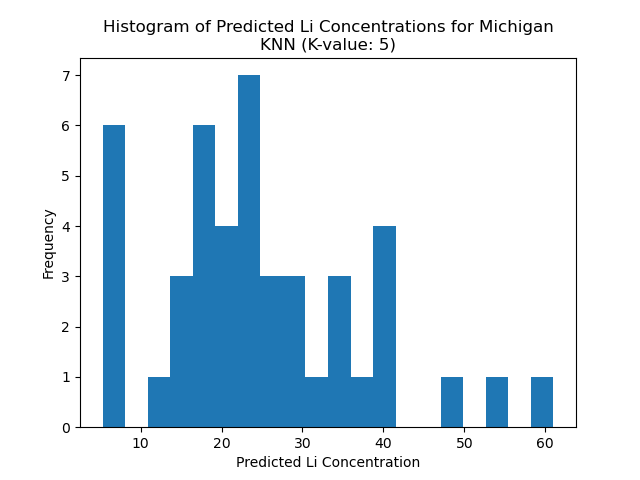 Histogram of Predicted Li Concentrations for Michigan
KNN (K-value: 5)
7
6
5
4
3
2
1
0
Frequency
10 20 30 40 50 60
Predicted Li Concentration